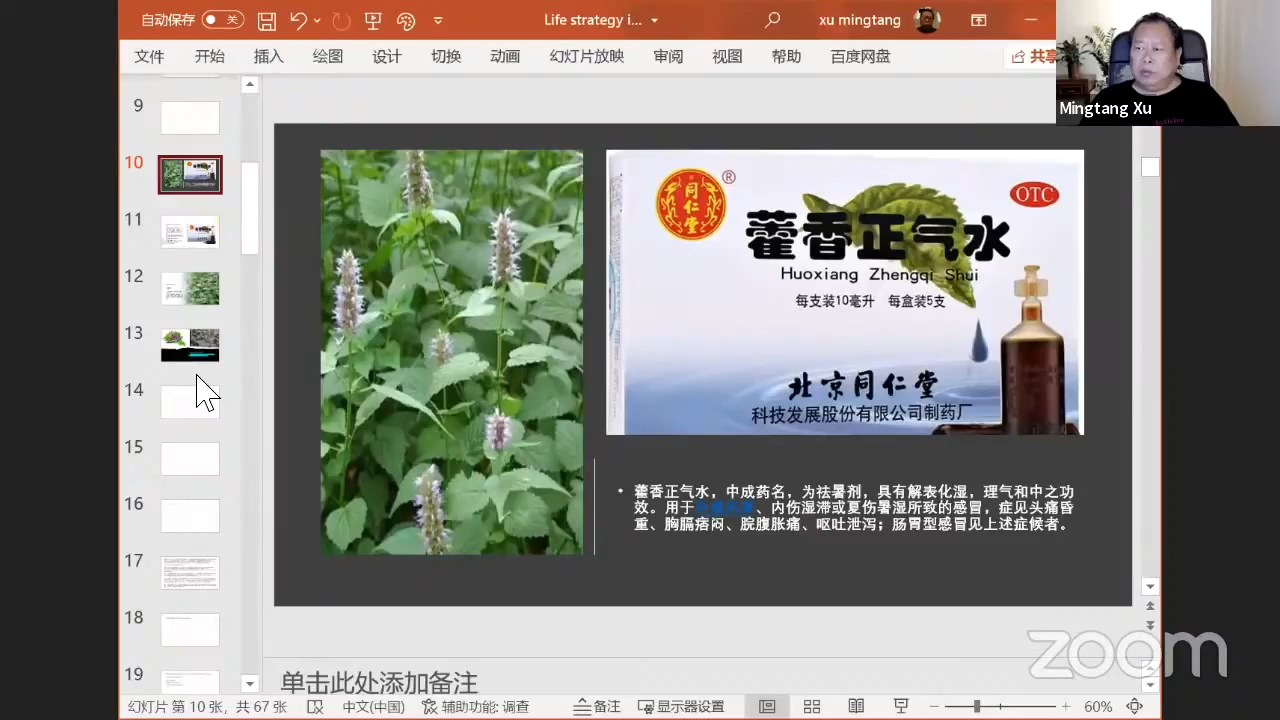 自动保存 关
Life strategy i...
xu mingtang
文件 开始 插入 绘图 设计 切换 动画 幻灯片放映 审阅 视图 帮助 百度网盘 共享
Mingtang Xu
9
10
11
12
13
14
15
16
17
18
19
同仁堂
®
OTC
藿香正气水
Huoxiang Zhengqi Shui
每支装10毫升 每盒装5支
北京同仁堂
科技发展股份有限公司制药厂
• 藿香正气水，中成药名，为祛暑剂，具有解表化湿，理气和中之功
效。用于、内伤湿滞或夏伤暑湿所致的感冒，症见头痛昏
重、胸膈痞闷、脘腹胀痛、呕吐泄泻；肠胃型感冒见上述症候者。
zoom
单击此处添加备注
幻灯片 第 10 张，共 67 张 中文(中国) 辅助功能: 调查 备注 显示器设置 60%